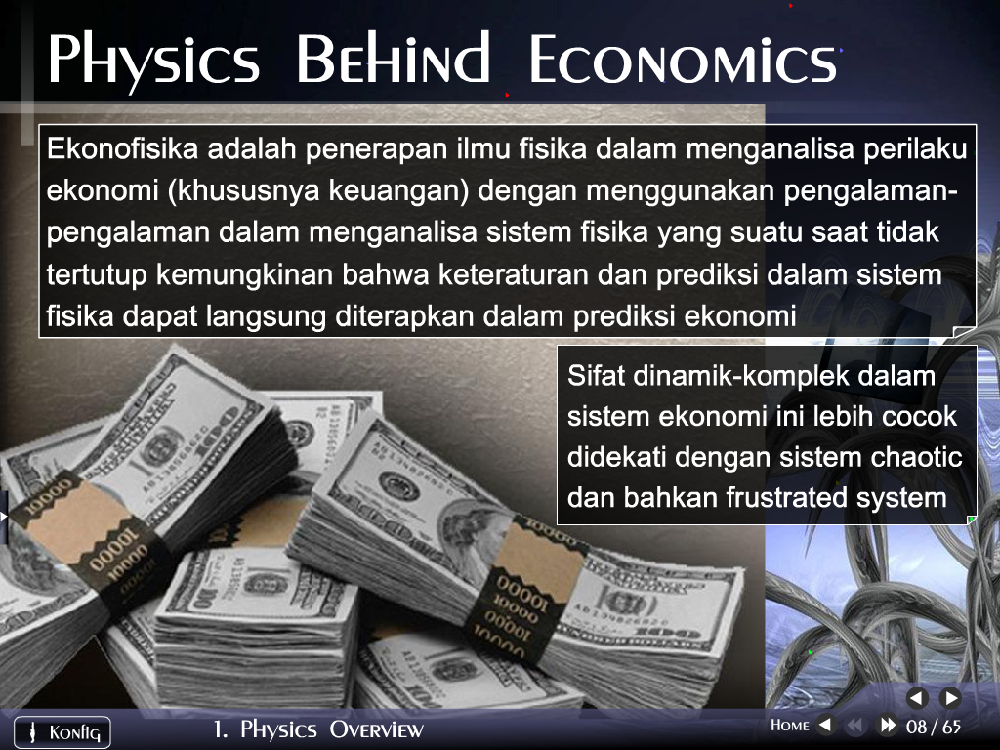 Physics Behind Economics
Ekonofisika adalah penerapan ilmu fisika dalam menganalisa perilaku
ekonomi (khususnya keuangan) dengan menggunakan pengalaman-
pengalaman dalam menganalisa sistem fisika yang suatu saat tidak
tertutup kemungkinan bahwa keteraturan dan prediksi dalam sistem
fisika dapat langsung diterapkan dalam prediksi ekonomi
Sifat dinamik-komplek dalam
sistem ekonomi ini lebih cocok
didekati dengan sistem chaotic
dan bahkan frustrated system
10000
10000
10000
10000
10000
10000
10000
100
Konfig
1. Physics Overview
Home
08 / 65